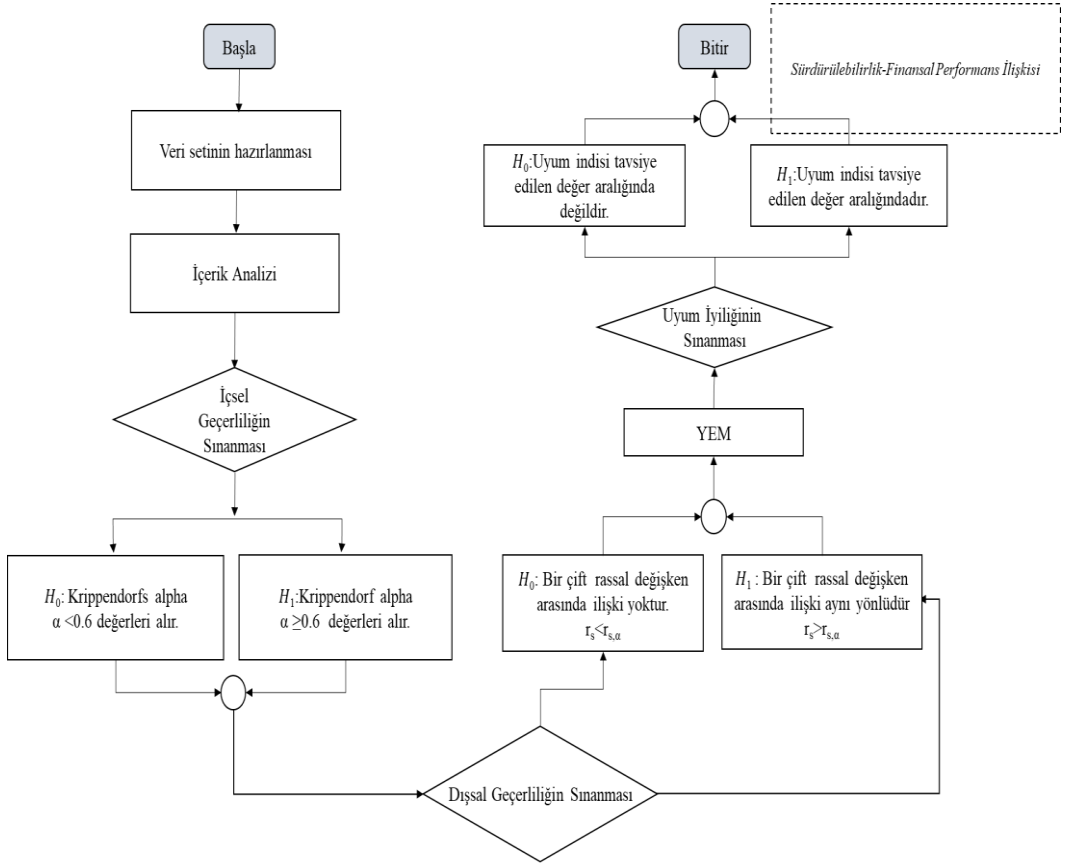 Başla
Veri setinin hazırlanması
İçerik Analizi
İçsel
Geçerliliğin
Sınanması
H0: Krippendorfs alpha
α <0.6 değerleri alır.
H1:Krippendorf alpha
α ≥0.6 değerleri alır.
Dışsal Geçerliliğin Sınanması
H0: Bir çift rassal değişken
arasında ilişki yoktur.
rs<rs,α
H1 : Bir çift rassal değişken
arasında ilişki aynı yönlüdür
rs>rs,α
YEM
Uyum İyiliğinin
Sınanması
H0:Uyum indisi tavsiye
edilen değer aralığında
değildir.
H1:Uyum indisi tavsiye
edilen değer aralığındadır.
Bitir
Sürdürülebilirlik-Finansal Performans İlişkisi